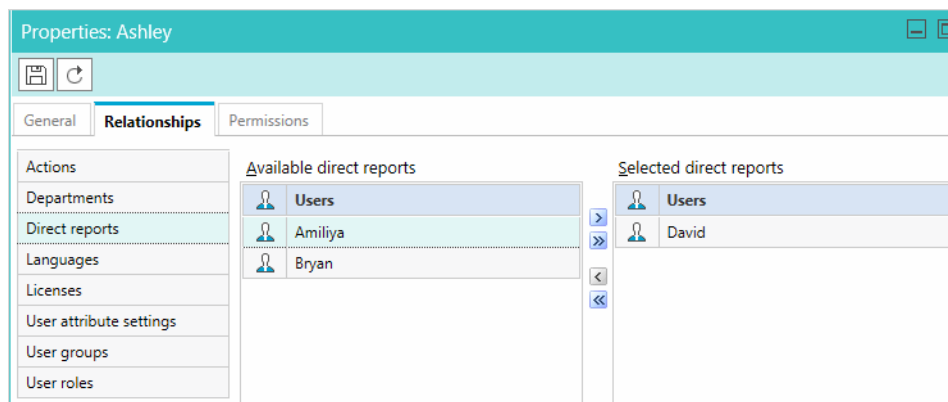 Properties: Ashley
General Relationships Permissions
Actions
Departments
Direct reports
Languages
Licenses
User attribute settings
User groups
User roles
Available direct reports
Users
Amiliya
Bryan
Selected direct reports
Users
David